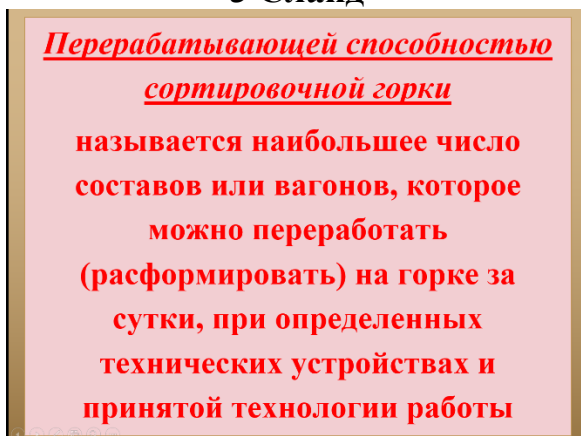 Перерабатывающей способностью
сортировочной горки
называется наибольшее число
составов или вагонов, которое
можно переработать
(расформировать) на горке за
сутки, при определенных
технических устройствах и
принятой технологии работы